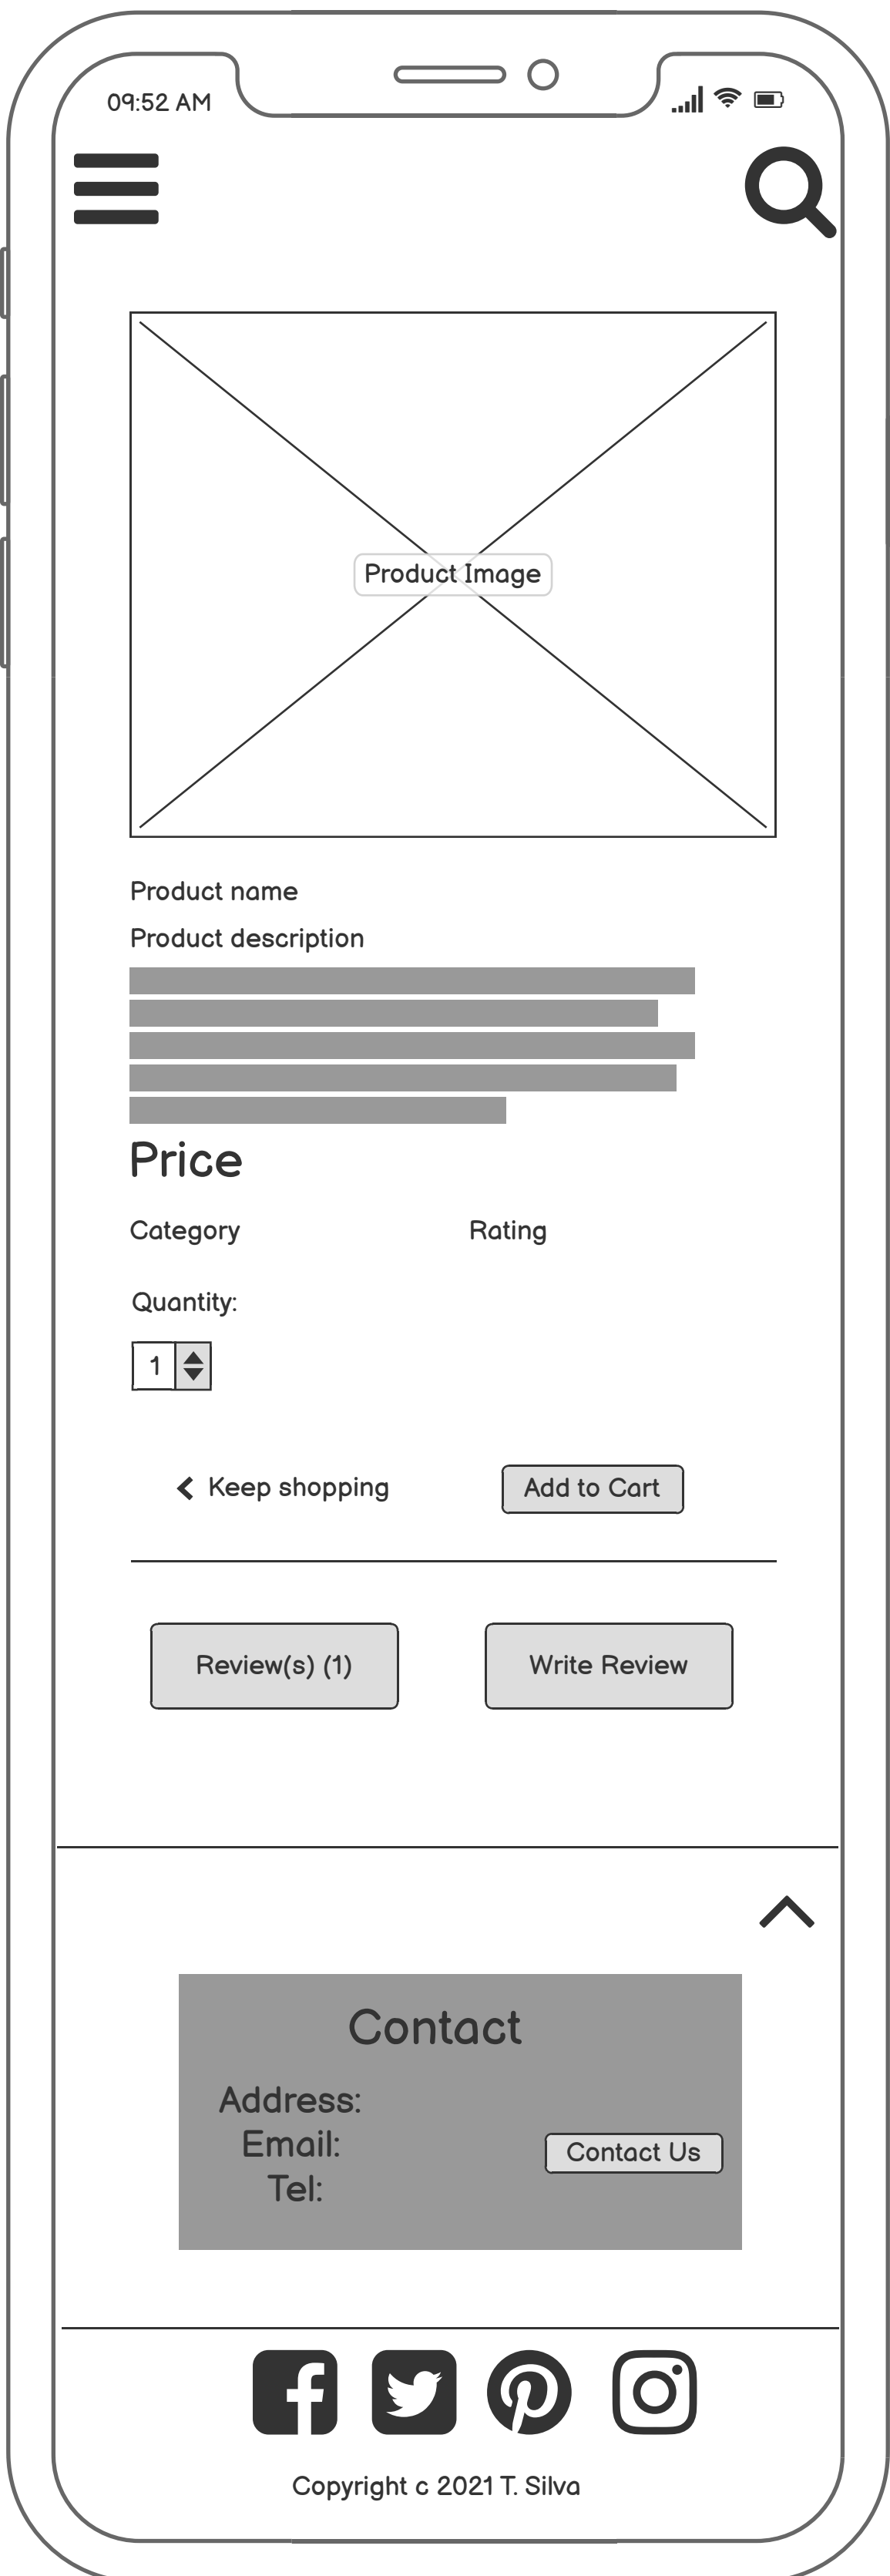 09:52 AM
Product Image
Product name
Product description
Price
Category Rating
Quantity:
1
Keep shopping Add to Cart
Review(s) (1) Write Review
Contact
Address:
Email:
Contact Us
Tel:
Copyright c 2021 T. Silva